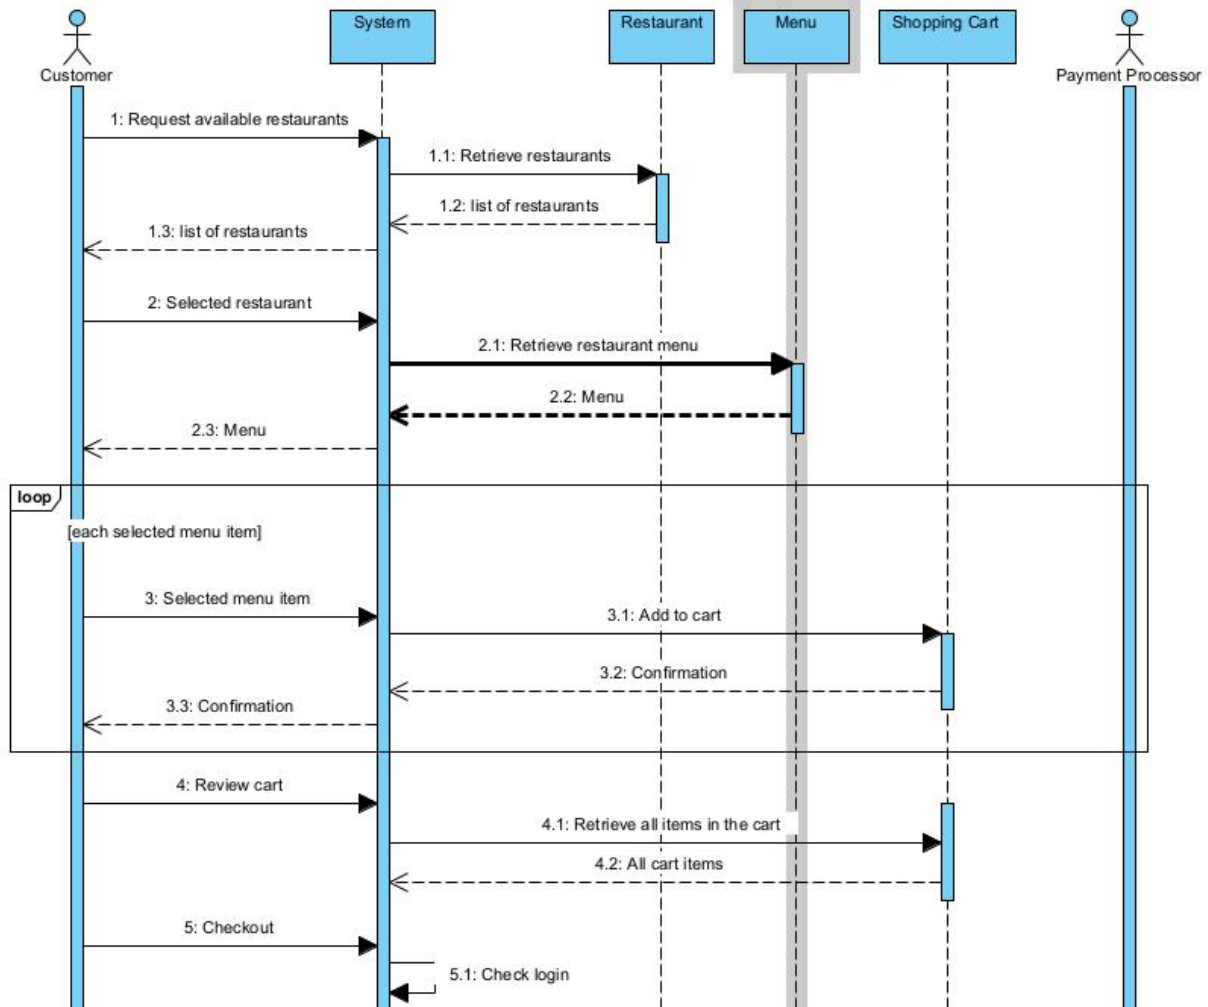 System
Restaurant
Menu
Shopping Cart
Customer
Payment Processor
1: Request available restaurants
1.1: Retrieve restaurants
1.2: list of restaurants
1.3: list of restaurants
2: Selected restaurant
2.1: Retrieve restaurant menu
2.2: Menu
2.3: Menu
loop
[each selected menu item]
3: Selected menu item
3.1: Add to cart
3.2: Confirmation
3.3: Confirmation
4: Review cart
4.1: Retrieve all items in the cart
4.2: All cart items
5: Checkout
5.1: Check login